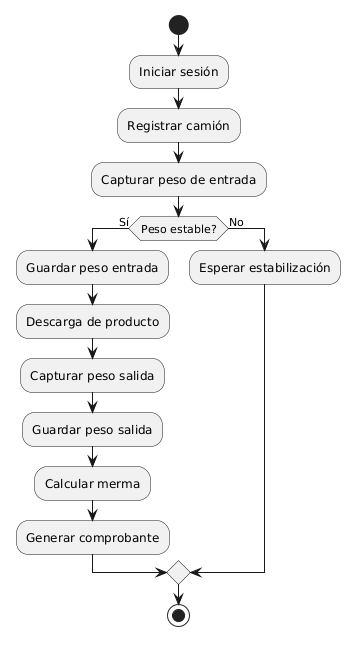 Iniciar sesión
Registrar camión
Capturar peso de entrada
Peso estable?
Sí
No
Guardar peso entrada
Esperar estabilización
Descarga de producto
Capturar peso salida
Guardar peso salida
Calcular merma
Generar comprobante